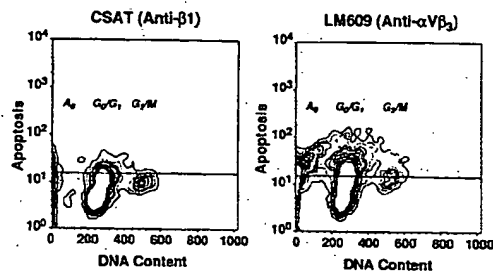 CSAT (Anti-β1)
Apoptosis
10⁴
10³
10²
10¹
10⁰
Aₒ G₀/G₁ G₂/M
0 200 400 600 800 1000
DNA Content
LM609 (Anti-αVβ₃)
Apoptosis
10⁴
10³
10²
10¹
10⁰
Aₒ G₀/G₁ G₂/M
0 200 400 600 800 1000
DNA Content